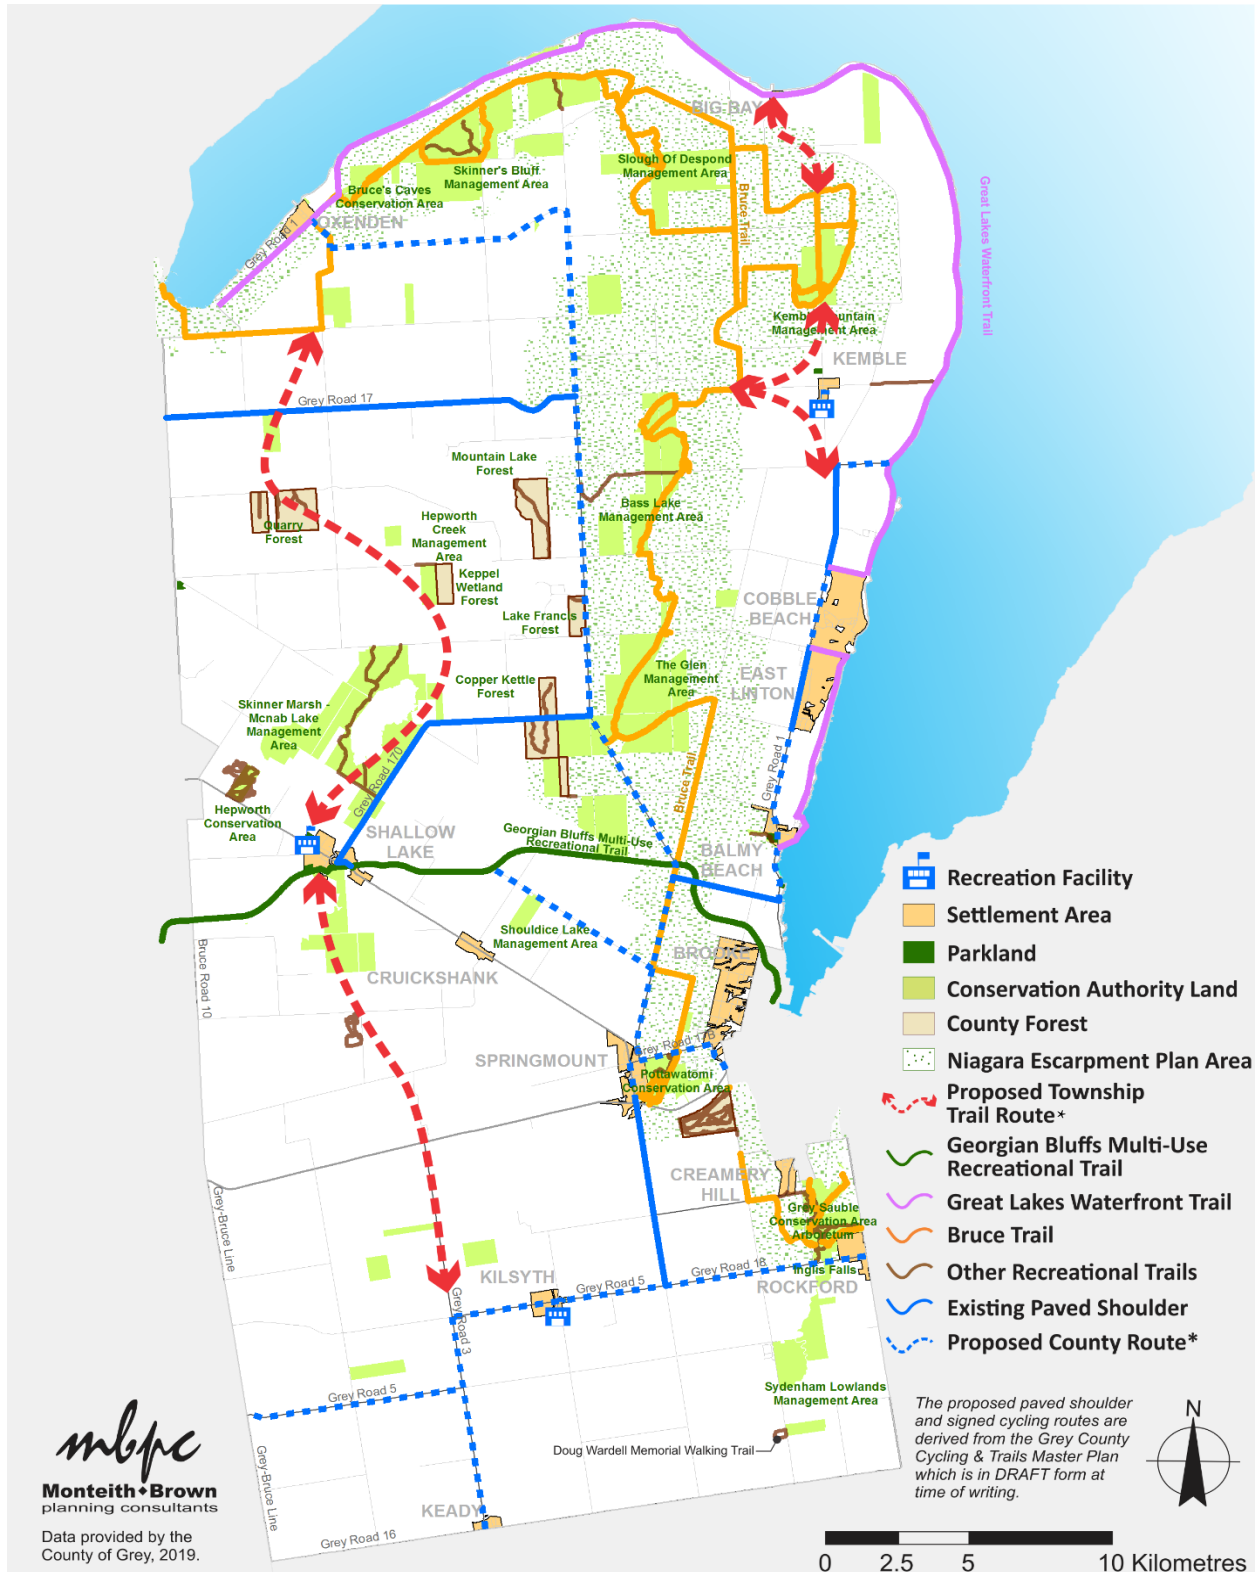 BIG BAY
Slough Of Despond
Management Area
Skinner's Bluff
Management Area
Bruce's Caves
Conservation Area
OXENDEN
Grey Road 1
Bruce Trail
Great Lakes Waterfront Trail
Kemble Mountain
Management Area
KEMBLE
Grey Road 17
Mountain Lake
Forest
Quarry
Forest
Hepworth
Creek
Management
Area
Bass Lake
Management Area
Keppel
Wetland
Forest
Lake Francis
Forest
COBBLE
BEACH
EAST
LINTON
The Glen
Management
Area
Copper Kettle
Forest
Skinner Marsh -
Mcnab Lake
Management
Area
Grey Road 170
Grey Road 1
Bruce Trail
Hepworth
Conservation
Area
SHALLOW
LAKE
Georgian Bluffs Multi-Use
Recreational Trail
BALMY
BEACH
Shouldice Lake
Management Area
BROOKE
CRUICKSHANK
Bruce Road 10
SPRINGMOUNT
Grey Road 17B
Pottawatomi
Conservation Area
CREAMERY
HILL
Grey Sauble
Conservation Area
Arboretum
Inglis Falls
Grey-Bruce Line
KILSYTH
Grey Road 5
Grey Road 18
ROCKFORD
Grey Road 3
Grey Road 5
Sydenham Lowlands
Management Area
Doug Wardell Memorial Walking Trail
Grey-Bruce Line
KEADY
Grey Road 16
Recreation Facility
Settlement Area
Parkland
Conservation Authority Land
County Forest
Niagara Escarpment Plan Area
Proposed Township
Trail Route*
Georgian Bluffs Multi-Use
Recreational Trail
Great Lakes Waterfront Trail
Bruce Trail
Other Recreational Trails
Existing Paved Shoulder
Proposed County Route*
The proposed paved shoulder
and signed cycling routes are
derived from the Grey County
Cycling & Trails Master Plan
which is in DRAFT form at
time of writing.
N
mbpc
Monteith◆Brown
planning consultants
Data provided by the
County of Grey, 2019.
0 2.5 5 10 Kilometres